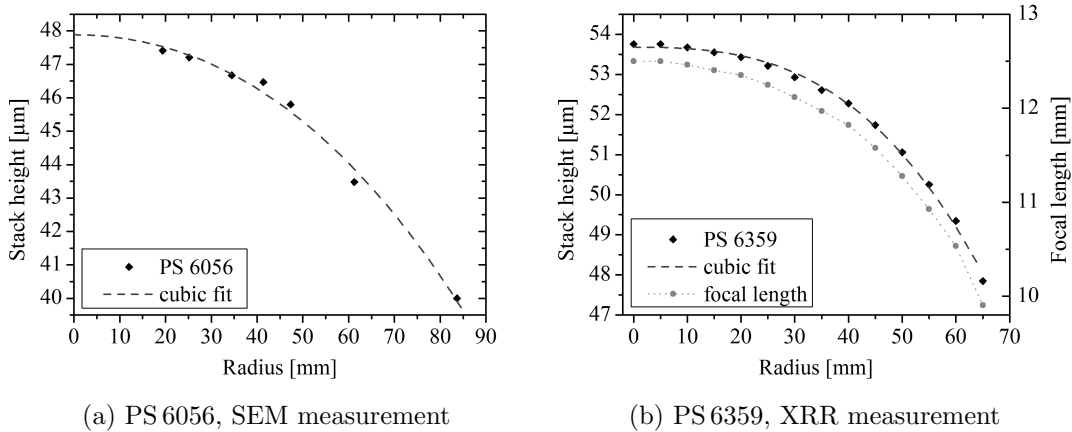 48
47
46
45
44
43
42
41
40
Stack height [μm]
PS 6056
cubic fit
0 10 20 30 40 50 60 70 80 90
Radius [mm]
(a) PS 6056, SEM measurement
54
53
52
51
50
49
48
47
Stack height [μm]
PS 6359
cubic fit
focal length
13
12
11
10
Focal length [mm]
0 10 20 30 40 50 60 70
Radius [mm]
(b) PS 6359, XRR measurement